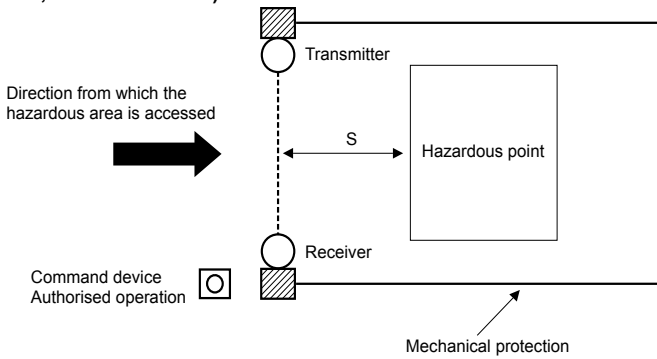 Transmitter
Direction from which the
hazardous area is accessed
S
Hazardous point
Receiver
Command device
Authorised operation
Mechanical protection